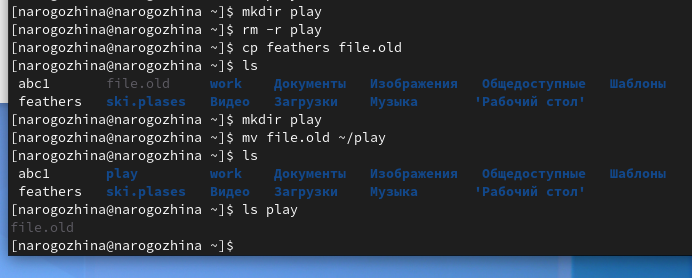 [narogozhina@narogozhina ~]$ mkdir play
[narogozhina@narogozhina ~]$ rm -r play
[narogozhina@narogozhina ~]$ cp feathers file.old
[narogozhina@narogozhina ~]$ ls
abc1 file.old work Документы Изображения Общедоступные Шаблоны
feathers ski.plases Видео Загрузки Музыка 'Рабочий стол'
[narogozhina@narogozhina ~]$ mkdir play
[narogozhina@narogozhina ~]$ mv file.old ~/play
[narogozhina@narogozhina ~]$ ls
abc1 play work Документы Изображения Общедоступные Шаблоны
feathers ski.plases Видео Загрузки Музыка 'Рабочий стол'
[narogozhina@narogozhina ~]$ ls play
file.old
[narogozhina@narogozhina ~]$